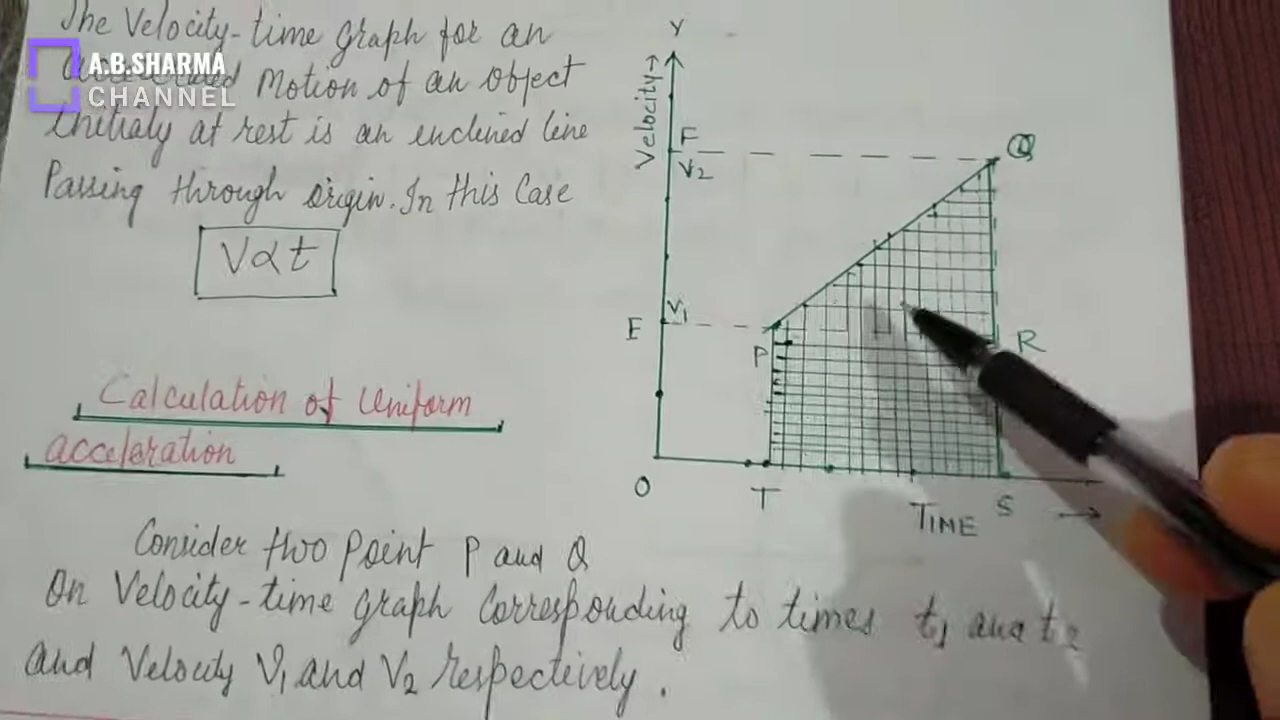 The Velocity-time graph for an
A.B.SHARMA
CHANNEL
Motion of an Object
initialy at rest is an enclined line
Passing through origin. In this Case
V∝t
Calculation of Uniform
acceleration
Consider two point P and Q
On Velocity-time graph Corresponding to times t1 and t2
and Velocity V1 and V2 respectively.
Y
Velocity→
F
V2
Q
V1
E
P
R
O
T
TIME
S